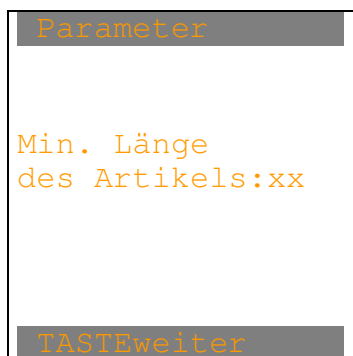 Parameter
Min. Länge
des Artikels:xx
TASTEweiter